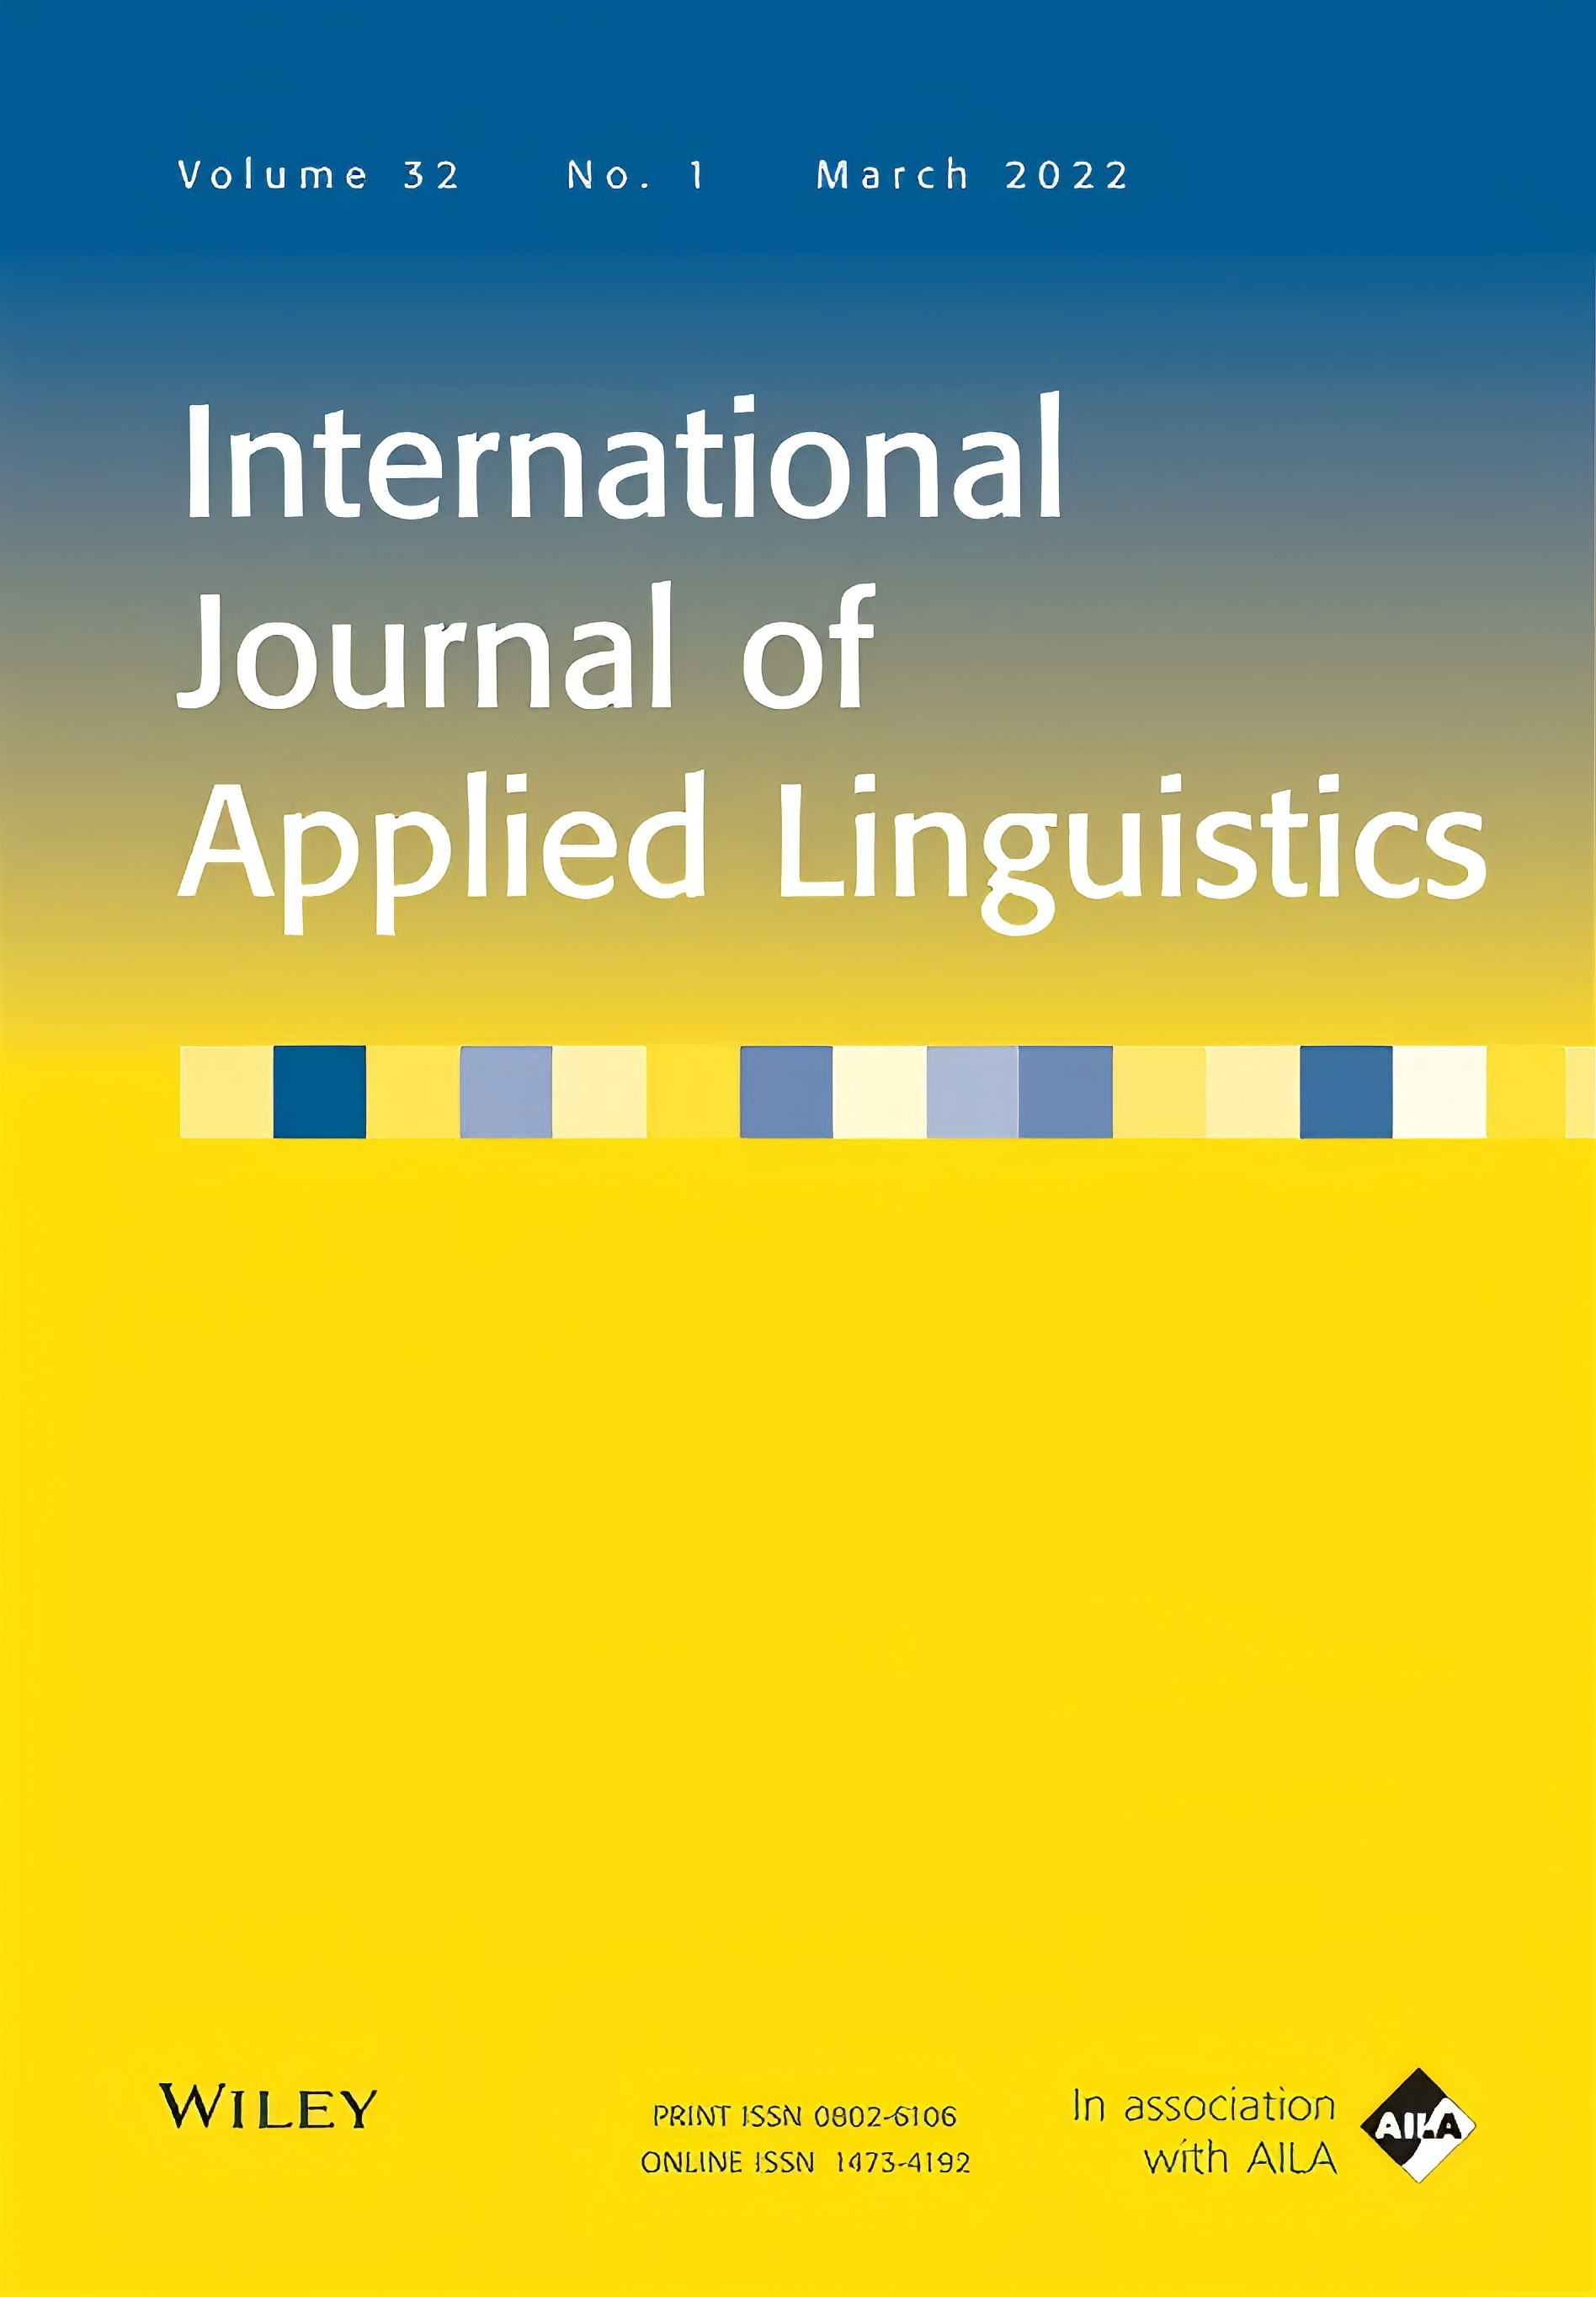 Volume 32 No. 1 March 2022
International
Journal of
Applied Linguistics
WILEY
PRINT ISSN 0802-6106
ONLINE ISSN 1473-4192
In association
with AILA
AILA